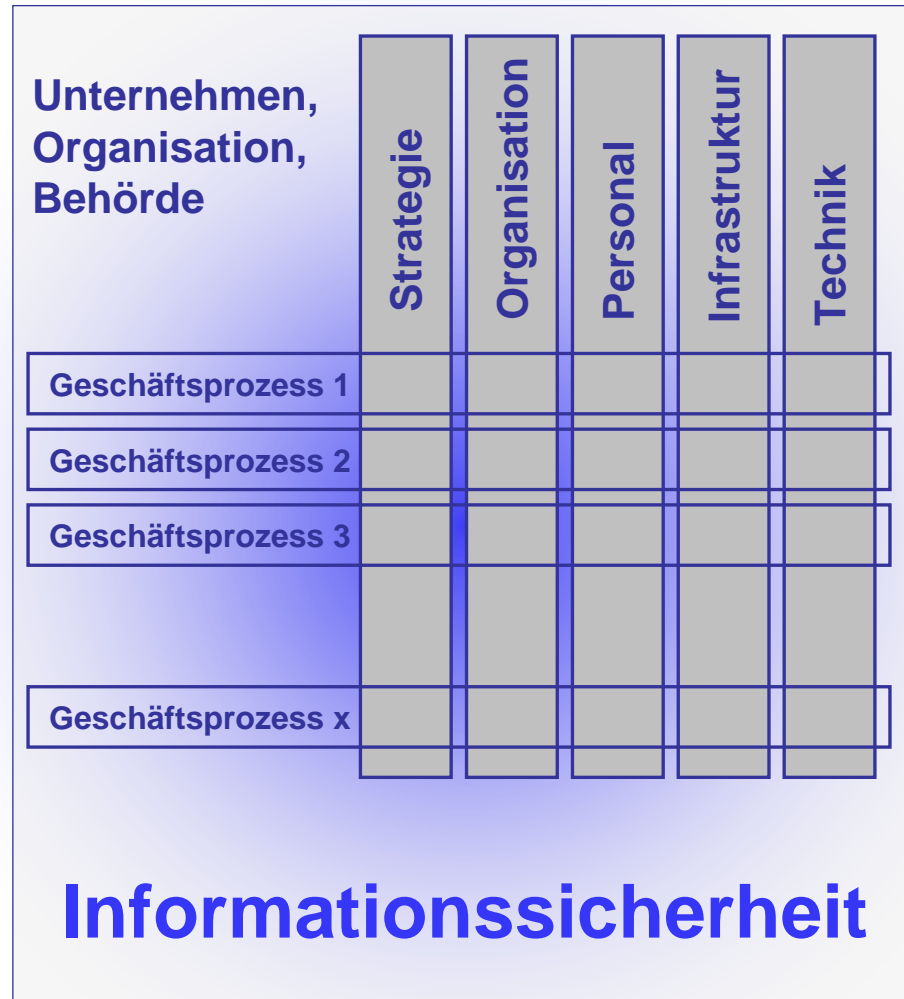 Unternehmen,
Organisation,
Behörde
Strategie
Organisation
Personal
Infrastruktur
Technik
Geschäftsprozess 1
Geschäftsprozess 2
Geschäftsprozess 3
Geschäftsprozess x
Informationssicherheit